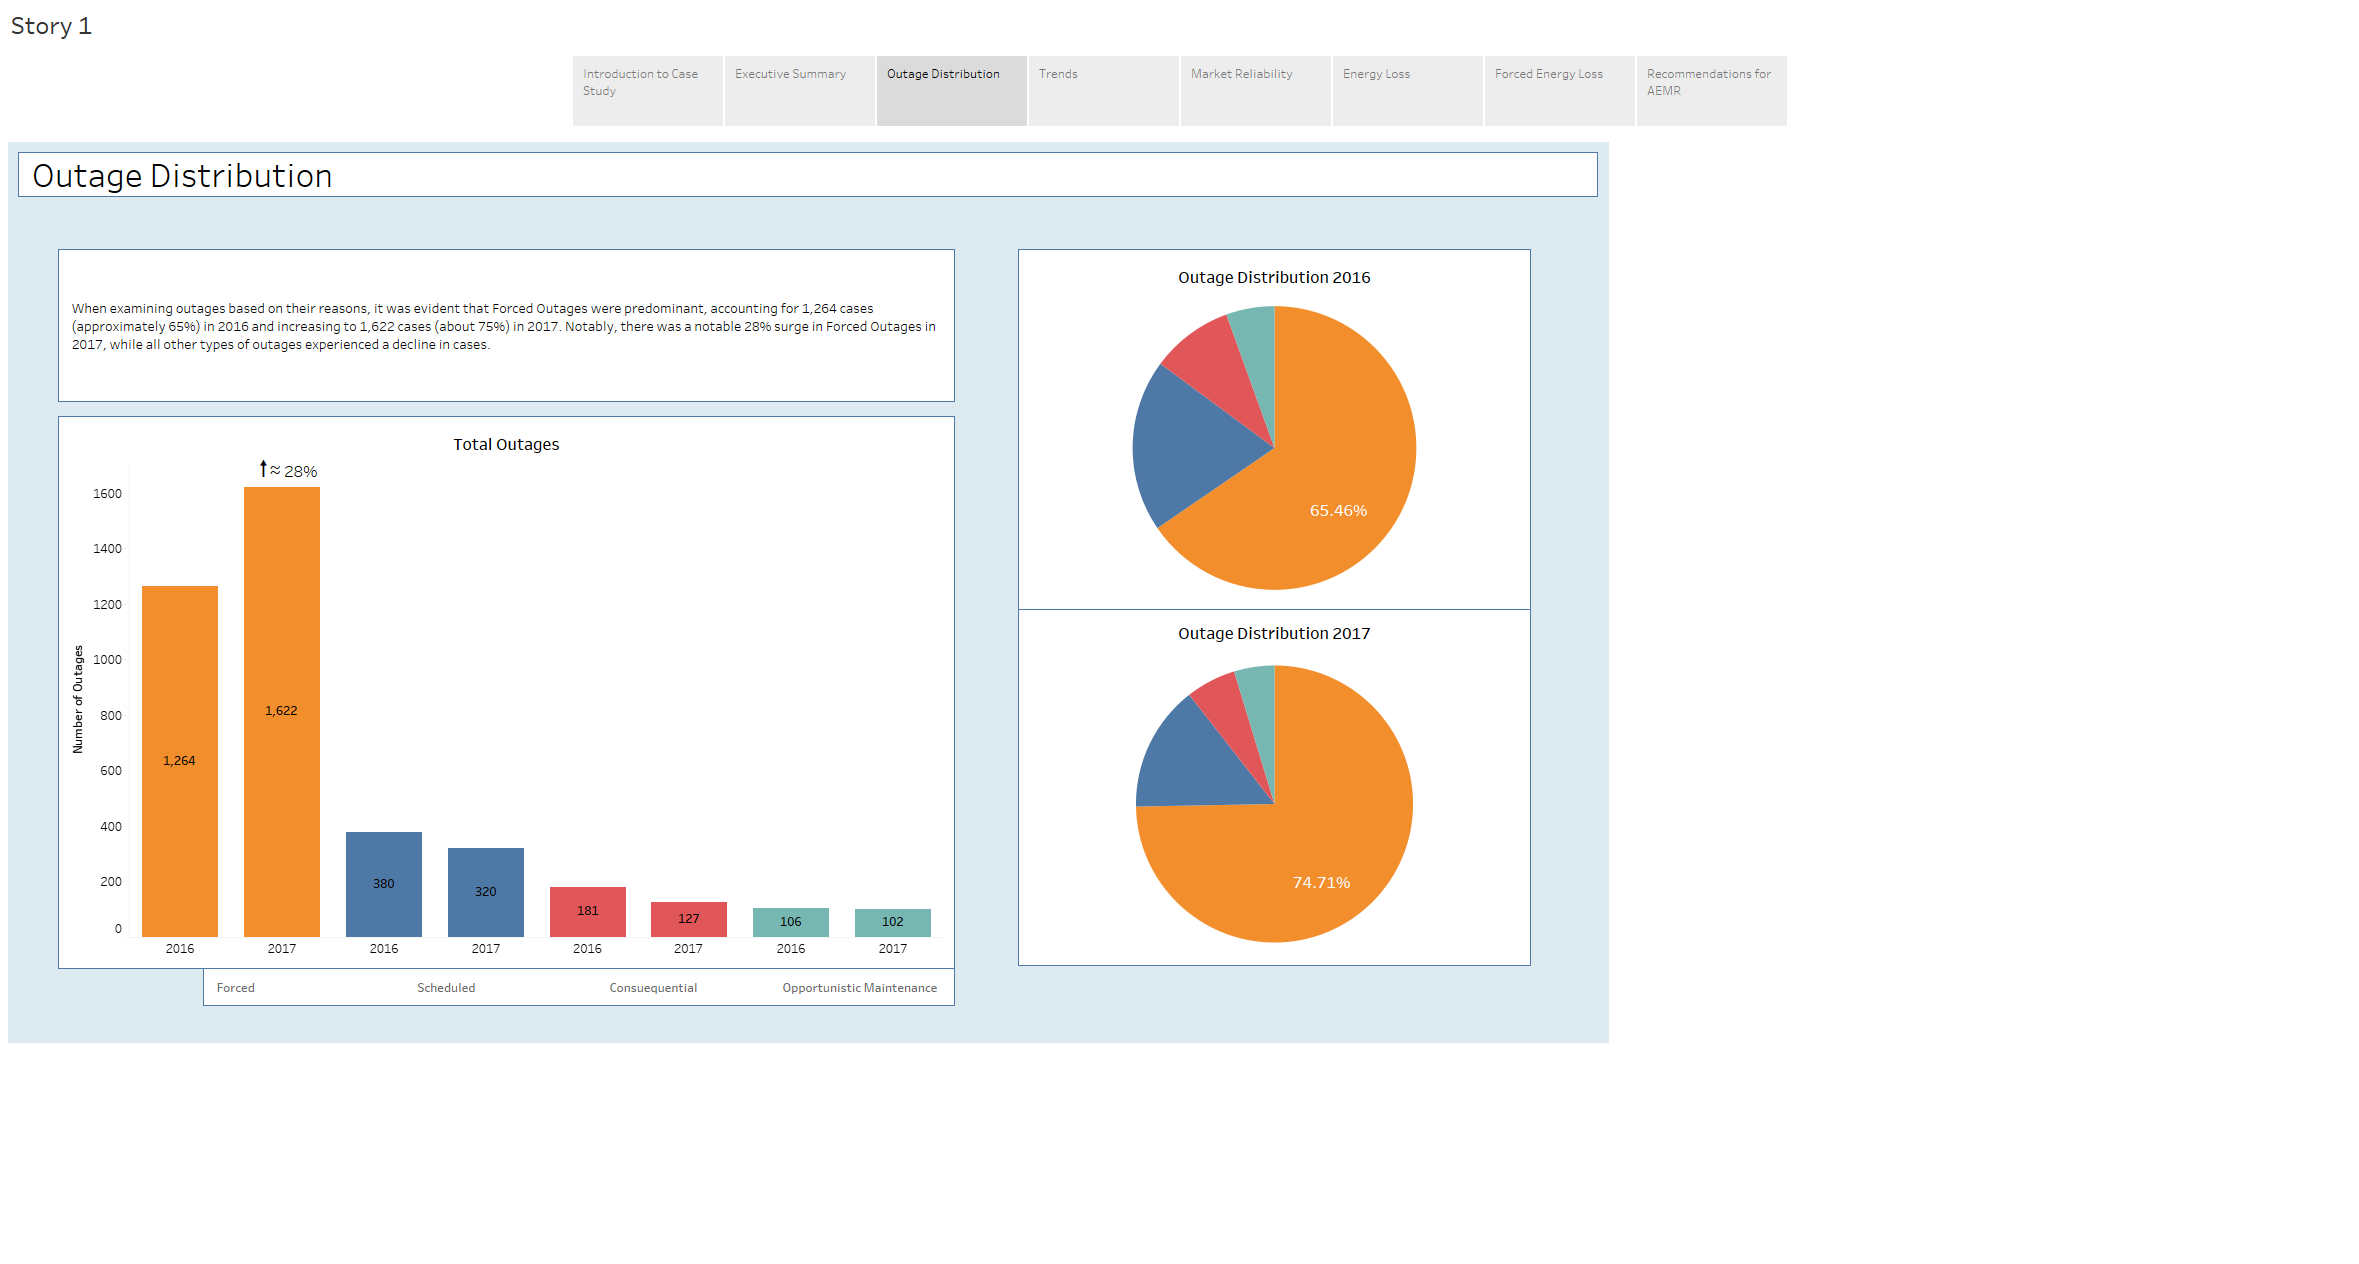 Story 1
Introduction to Case
Study
Executive Summary
Outage Distribution
Trends
Market Reliability
Energy Loss
Forced Energy Loss
Recommendations for
AEMR
Outage Distribution
When examining outages based on their reasons, it was evident that Forced Outages were predominant, accounting for 1,264 cases
(approximately 65%) in 2016 and increasing to 1,622 cases (about 75%) in 2017. Notably, there was a notable 28% surge in Forced Outages in
2017, while all other types of outages experienced a decline in cases.
Total Outages
↑≈ 28%
Number of Outages
1600
1400
1200
1000
800
600
400
200
0
1,264
1,622
380
320
181
127
106
102
2016
2017
2016
2017
2016
2017
2016
2017
Forced
Scheduled
Consuequential
Opportunistic Maintenance
Outage Distribution 2016
65.46%
Outage Distribution 2017
74.71%